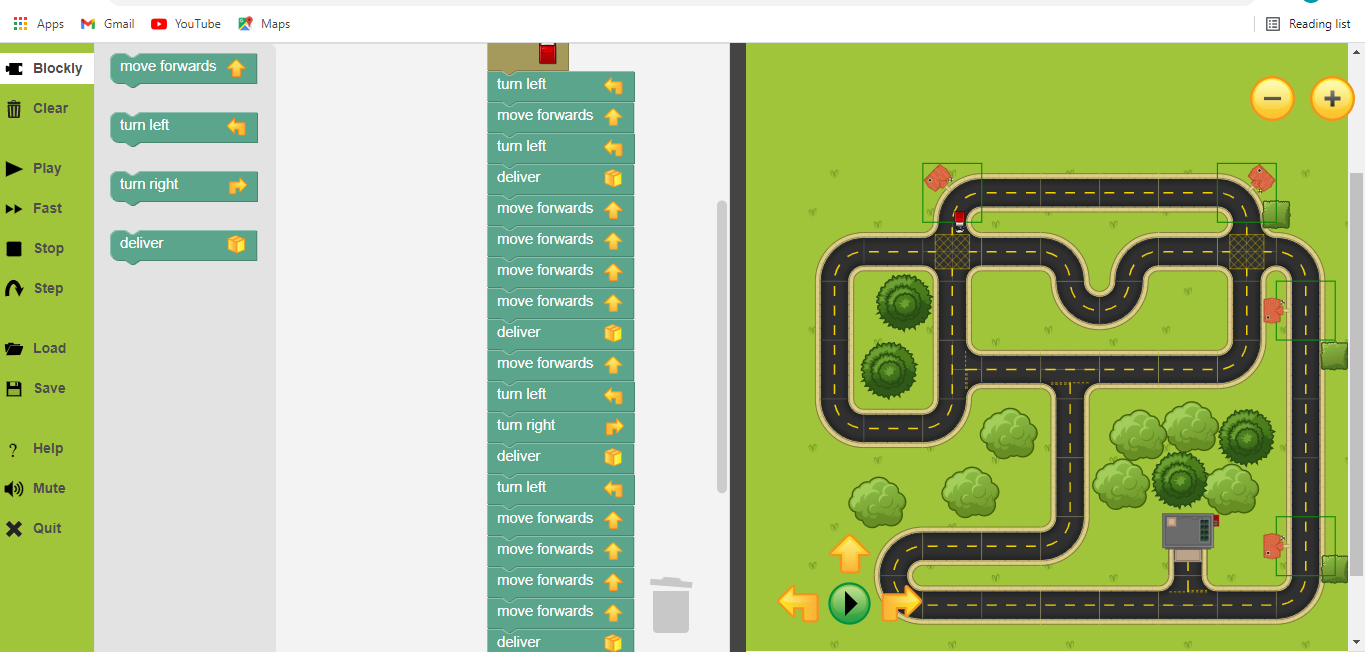 Apps Gmail YouTube Maps Reading list
Blockly
Clear
Play
Fast
Stop
Step
Load
Save
Help
Mute
Quit
move forwards
turn left
turn right
deliver
turn left
move forwards
turn left
deliver
move forwards
move forwards
move forwards
move forwards
deliver
move forwards
turn left
turn right
deliver
turn left
move forwards
move forwards
move forwards
move forwards
deliver